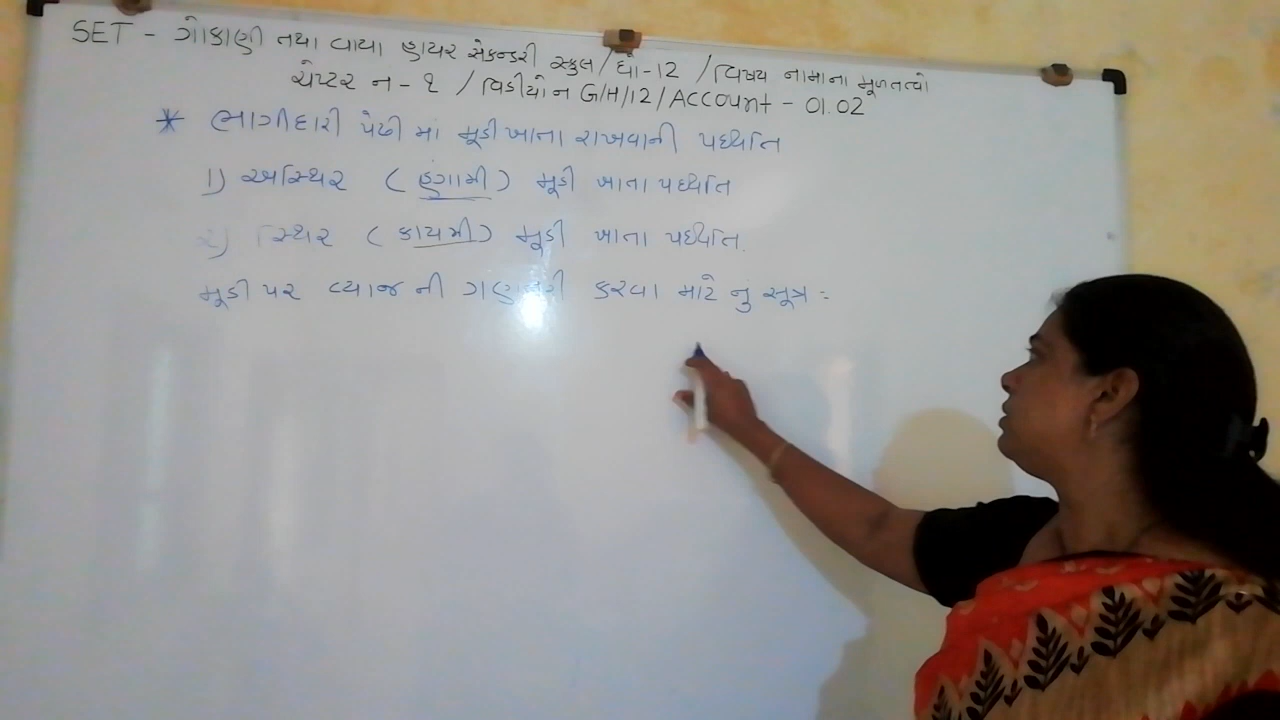 SET - ગોકાણી તથા વાયા હાયર સેકન્ડરી સ્કુલ / ધો-12 / વિષય નામાના મૂળતત્વો
ચેપ્ટર ન - ૧ / વિડીયો ન G/H/12/Account - 01.02
* ભાગીદારી પેઢી મા મૂડી ખાતા રાખવાની પધ્ધતિ
1) અસ્થિર (હંગામી) મૂડી ખાતા પધ્ધતિ
૨) સ્થિર (કાયમી) મૂડી ખાતા પધ્ધતિ.
મૂડી પર વ્યાજ ની ગણતરી કરવા માટે નું સૂત્ર :